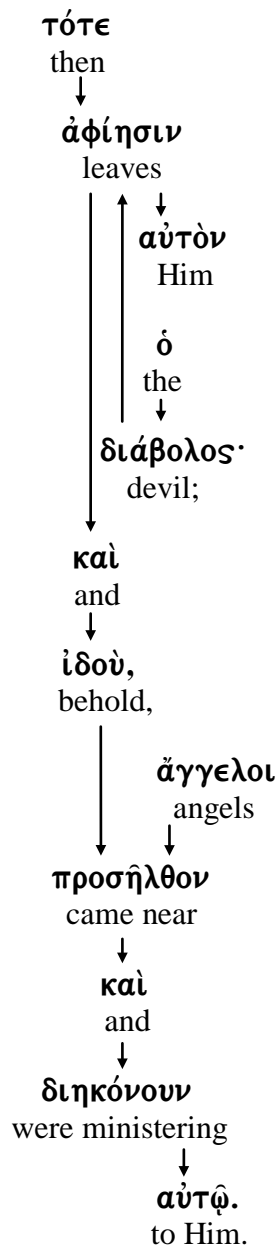 τότε
then
ἀφίησιν
leaves
αὐτὸν
Him
ὁ
the
διάβολος·
devil;
καὶ
and
ἰδοὺ,
behold,
ἄγγελοι
angels
προσῆλθον
came near
καὶ
and
διηκόνουν
were ministering
αὐτῷ.
to Him.